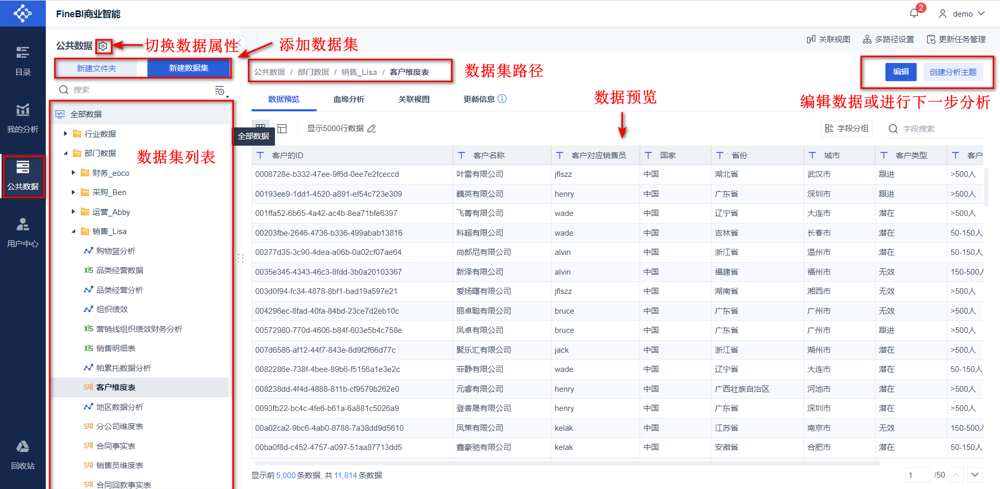 FineBI商业智能
2
demo
目录
我的分析
公共数据
用户中心
回收站
公共数据
切换数据属性
添加数据集
新建文件夹
新建数据集
搜索
全部数据
行业数据
部门数据
数据集列表
财务_eoco
采购_Ben
运营_Abby
销售_Lisa
购物篮分析
xls 品类经营数据
品类经营分析
组织绩效
xls 营销线组织绩效财务分析
xls 销售明细表
帕累托数据分析
sql 客户维度表
地区数据分析
sql 分公司维度表
sql 合同事实表
sql 销售员维度表
sql 合同回款事实表
关联视图 多路径设置 更新任务管理
公共数据 / 部门数据 / 销售_Lisa / 客户维度表
数据集路径
编辑 创建分析主题
编辑数据或进行下一步分析
数据预览 血缘分析 关联视图 更新信息
数据预览
全部数据
显示5000行数据
字段分组
字段搜索
T 客户的ID T 客户名称 T 客户对应销售员 T 国家 T 省份 T 城市 T 客户类型 T 客户
0008728e-b332-47ee-9f6d-0ee7e2fceccd 叶雷有限公司 jflszz 中国 湖北省 武汉市 跟进 >500人
00193ee9-1dd1-4520-a891-ef54c723e309 巍英有限公司 henry 中国 广东省 深圳市 跟进 >500人
001ffa52-6b65-4a42-ac4b-8ea71bfe6397 飞菁有限公司 wade 中国 辽宁省 大连市 潜在 >500人
00203fbe-2646-4736-b336-499abab13816 科超有限公司 wade 中国 吉林省 长春市 潜在 50-150人
00277d35-3c90-4dea-a06b-0a02cf07ae64 尚郎尼有限公司 alvin 中国 浙江省 温州市 潜在 50-150人
0035e345-4343-46c3-8fdd-3b0a20103367 新泽有限公司 alvin 中国 福建省 福州市 无效 150-500人
003d0f94-fc34-4878-8bf1-bad19a597e21 爱扬曙有限公司 jflszz 中国 湖南省 湘西市 无效 >500人
004296ec-8fad-40fa-84bd-23ce7d2eb10c 丽卓聪有限公司 bruce 中国 广东省 广州市 无效 >500人
00572980-770d-4606-b84f-603e5b4c758e 凤卓有限公司 bruce 中国 广东省 广州市 跟进 >500人
007d6586-af12-44f7-843e-8d9f2f66d77c 聚乐汇有限公司 jack 中国 浙江省 湖州市 潜在 >500人
0082286e-738f-4bee-89b6-f5156a1e3e2c 菲静有限公司 wade 中国 辽宁省 大连市 潜在 50-150人
008238dd-4f4d-4888-811b-cf9579b262e0 元睿有限公司 henry 中国 广西壮族自治区 河池市 潜在 >500人
0093fb22-bc4c-4fe6-b61a-6a881c5026a9 登香晟有限公司 henry 中国 广东省 深圳市 潜在 >500人
00a02ca2-9bc6-4ab0-8788-7a38dd9d5610 凤策有限公司 kelak 中国 江苏省 南京市 无效 150-500人
00ba0f8d-c452-4757-a097-51aa87713dd5 鑫豪驰有限公司 kelak 中国 安徽省 合肥市 潜在 50-150人
显示前 5,000 条数据, 共 11,814 条数据
1 /50